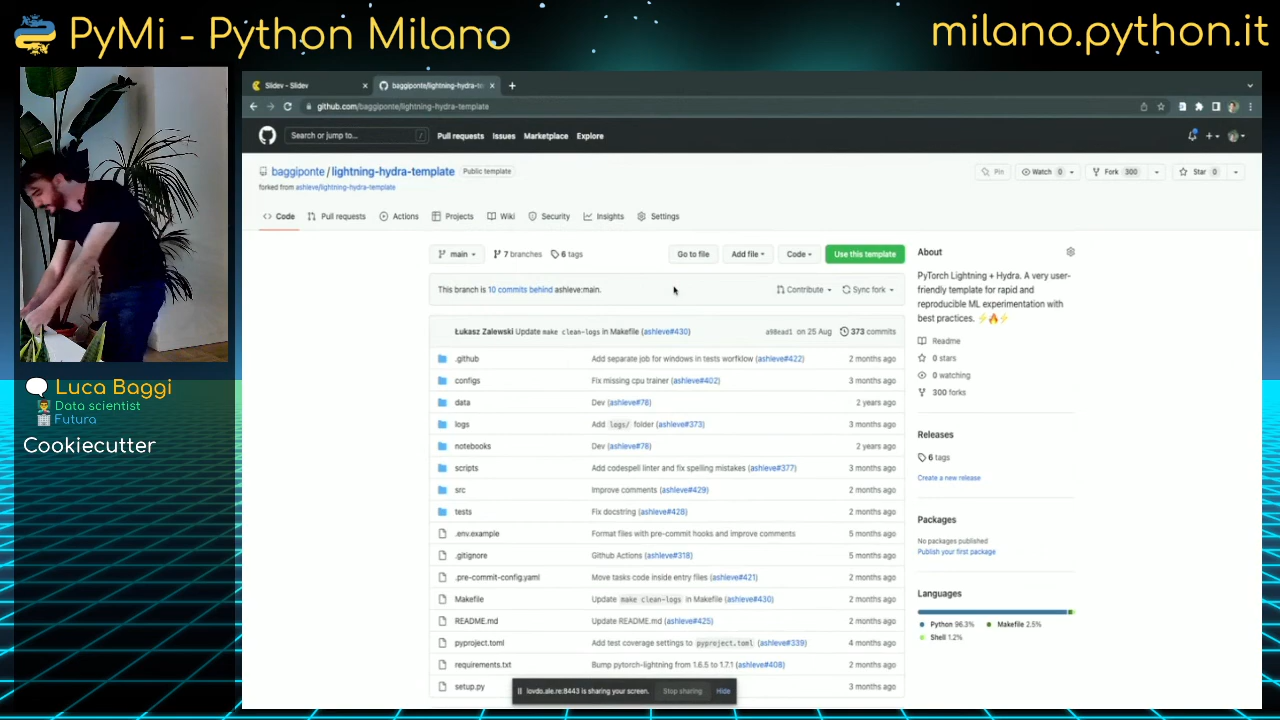 PyMi - Python Milano
milano.python.it
Slidev - Slidev
baggiponte/lightning-hydra-te
github.com/baggiponte/lightning-hydra-template
Search or jump to...
/
Pull requests
Issues
Marketplace
Explore
baggiponte / lightning-hydra-template
Public template
forked from ashleve/lightning-hydra-template
Pin
Watch 0
Fork 300
Star 0
Code
Pull requests
Actions
Projects
Wiki
Security
Insights
Settings
main
7 branches
6 tags
Go to file
Add file
Code
Use this template
This branch is 10 commits behind ashleve:main.
Contribute
Sync fork
Łukasz Zalewski Update make clean-logs in Makefile (ashleve#430)
a98ead1 on 25 Aug
373 commits
.github Add separate job for windows in tests worfklow (ashleve#422) 2 months ago
configs Fix missing cpu trainer (ashleve#402) 3 months ago
data Dev (ashleve#78) 2 years ago
logs Add logs/ folder (ashleve#373) 3 months ago
notebooks Dev (ashleve#78) 2 years ago
scripts Add codespell linter and fix spelling mistakes (ashleve#377) 3 months ago
src Improve comments (ashleve#429) 2 months ago
tests Fix docstring (ashleve#428) 2 months ago
.env.example Format files with pre-commit hooks and improve comments 5 months ago
.gitignore Github Actions (ashleve#318) 5 months ago
.pre-commit-config.yaml Move tasks code inside entry files (ashleve#421) 2 months ago
Makefile Update make clean-logs in Makefile (ashleve#430) 2 months ago
README.md Update README.md (ashleve#425) 2 months ago
pyproject.toml Add test coverage settings to pyproject.toml (ashleve#339) 4 months ago
requirements.txt Bump pytorch-lightning from 1.6.5 to 1.7.1 (ashleve#408) 2 months ago
setup.py 3 months ago
About
PyTorch Lightning + Hydra. A very user-
friendly template for rapid and
reproducible ML experimentation with
best practices. ⚡🔥⚡
Readme
0 stars
0 watching
300 forks
Releases
6 tags
Create a new release
Packages
No packages published
Publish your first package
Languages
Python 96.3%
Makefile 2.5%
Shell 1.2%
lovdo.ale.re:8443 is sharing your screen.
Stop sharing
Hide
Luca Baggi
Data scientist
Futura
Cookiecutter